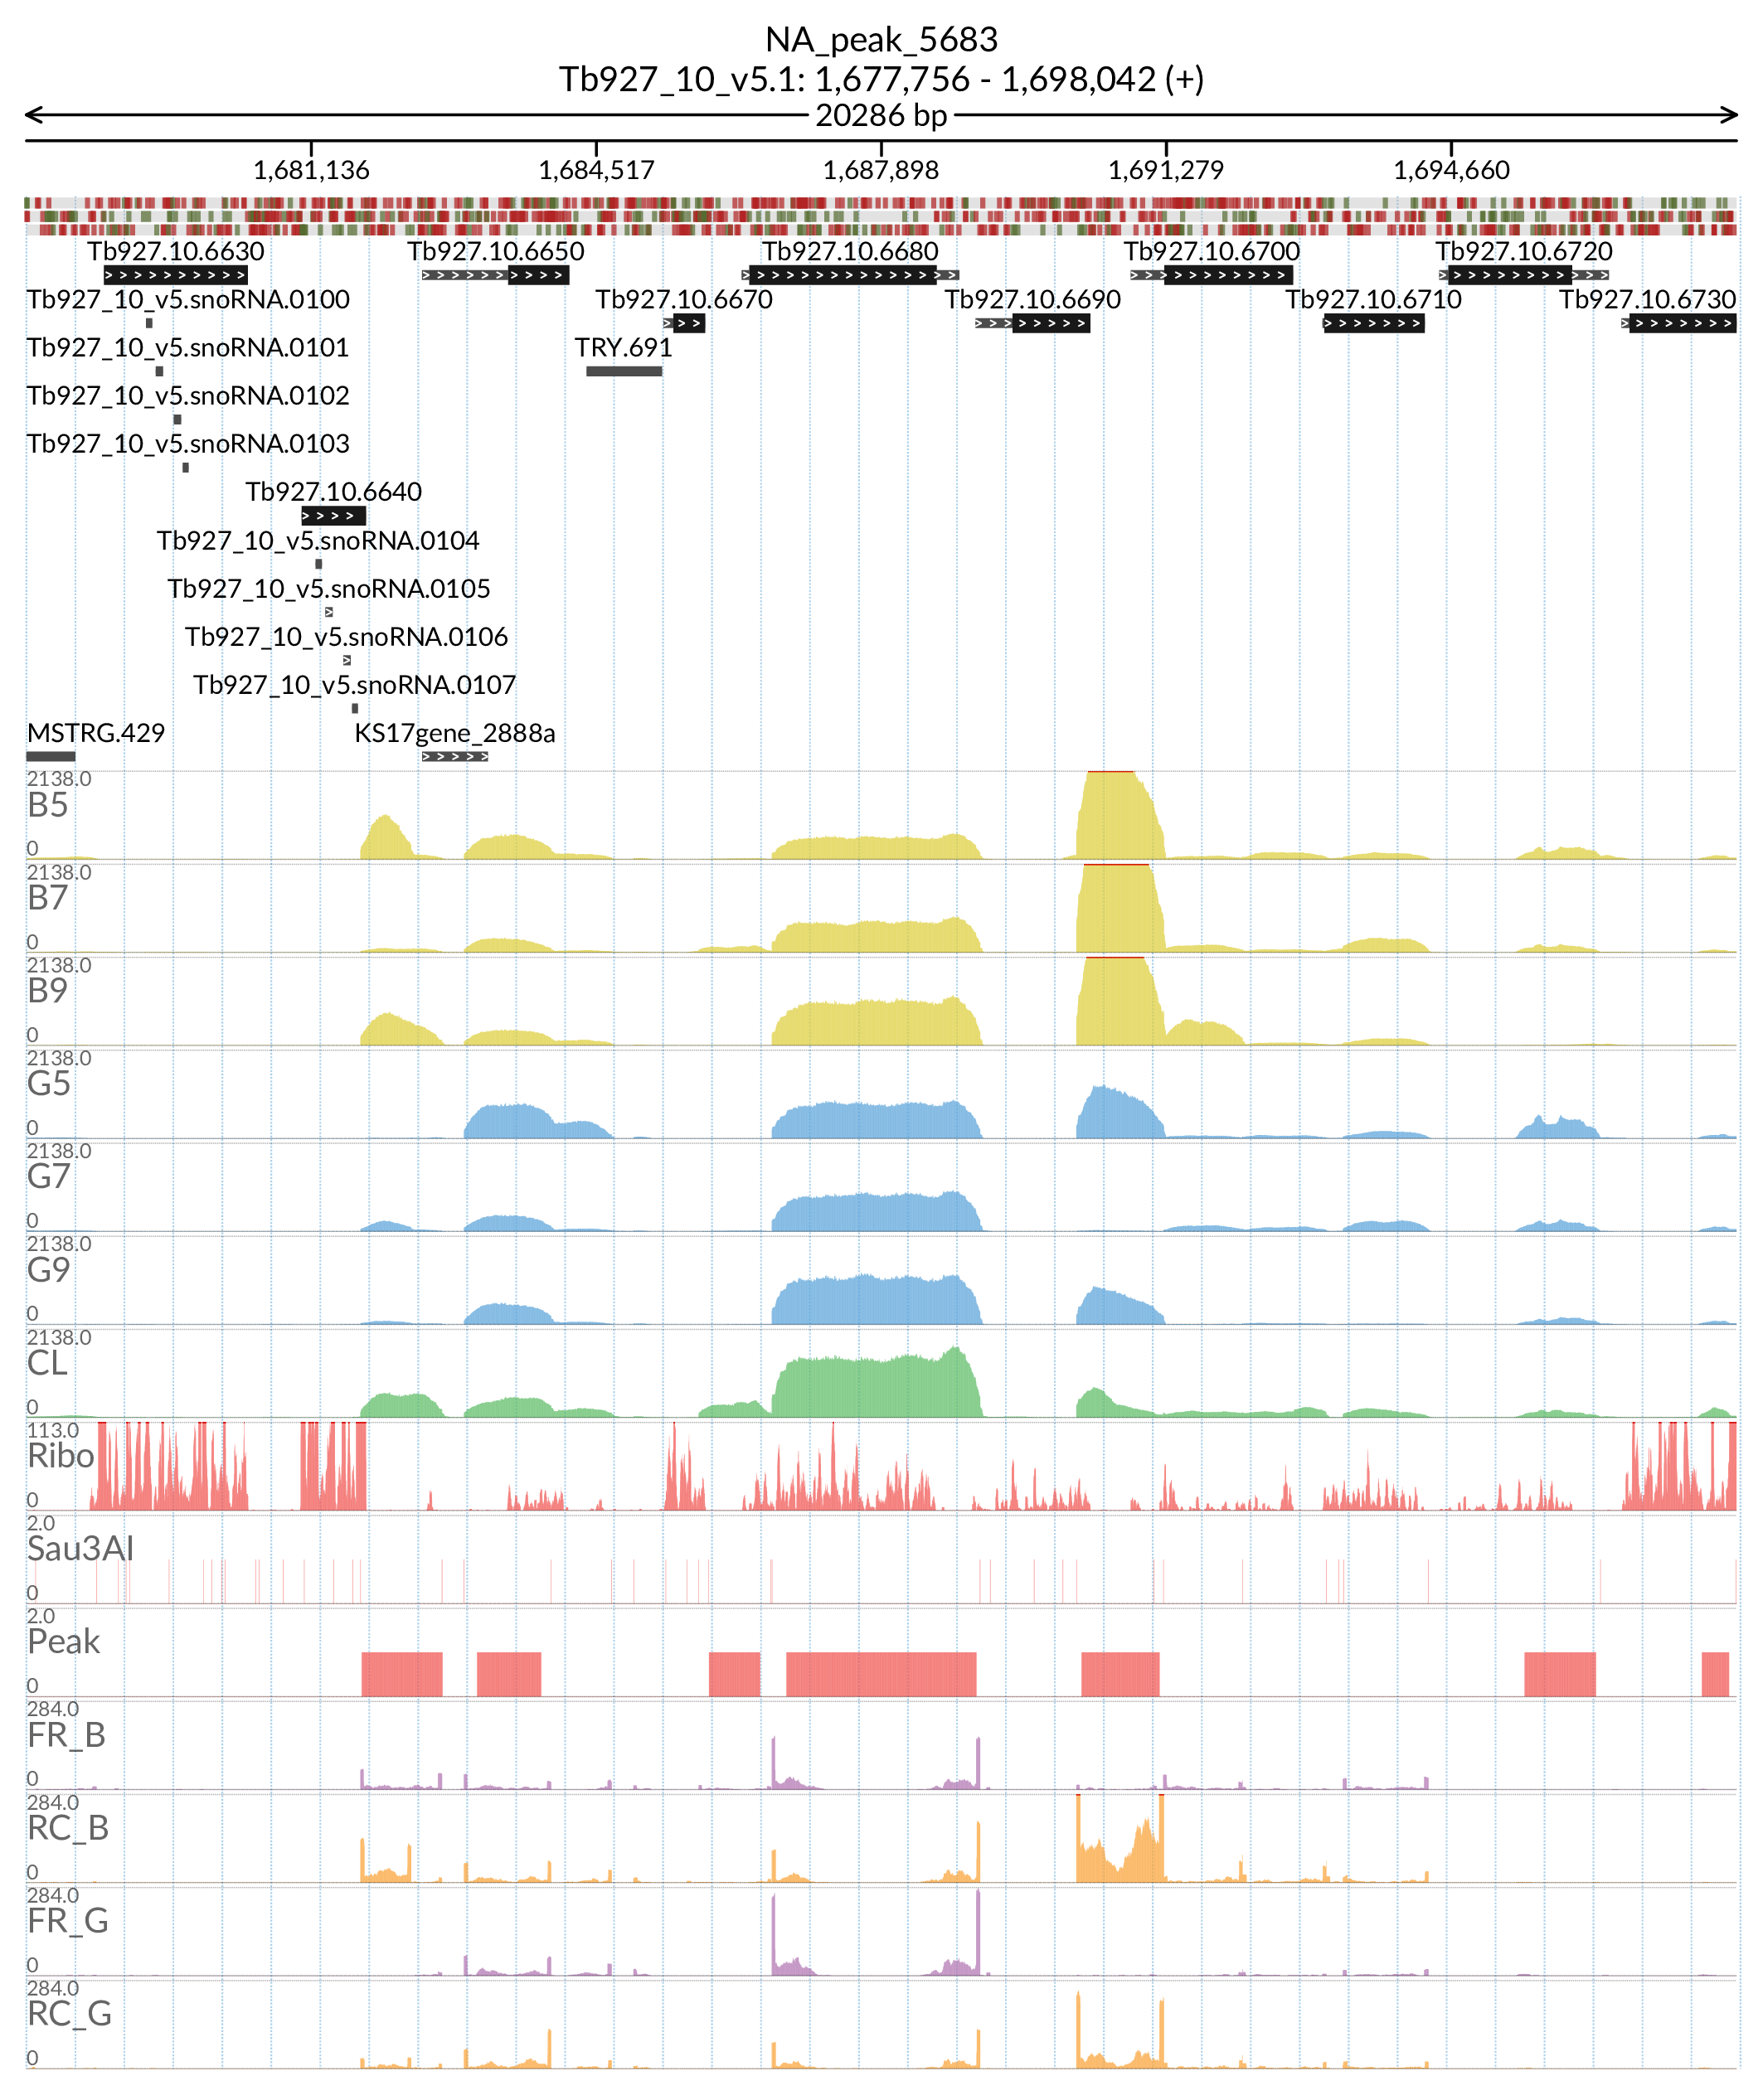 NA_peak_5683
Tb927_10_v5.1: 1,677,756 - 1,698,042 (+)
20286 bp
1,681,136 1,684,517 1,687,898 1,691,279 1,694,660
Tb927.10.6630 Tb927.10.6650 Tb927.10.6680 Tb927.10.6700 Tb927.10.6720
Tb927_10_v5.snoRNA.0100 Tb927.10.6670 Tb927.10.6690 Tb927.10.6710 Tb927.10.6730
Tb927_10_v5.snoRNA.0101 TRY.691
Tb927_10_v5.snoRNA.0102
Tb927_10_v5.snoRNA.0103
Tb927.10.6640
Tb927_10_v5.snoRNA.0104
Tb927_10_v5.snoRNA.0105
Tb927_10_v5.snoRNA.0106
Tb927_10_v5.snoRNA.0107
MSTRG.429 KS17gene_2888a
2138.0
B5
0
2138.0
B7
0
2138.0
B9
0
2138.0
G5
0
2138.0
G7
0
2138.0
G9
0
2138.0
CL
0
113.0
Ribo
0
2.0
Sau3AI
0
2.0
Peak
0
284.0
FR_B
0
284.0
RC_B
0
284.0
FR_G
0
284.0
RC_G
0